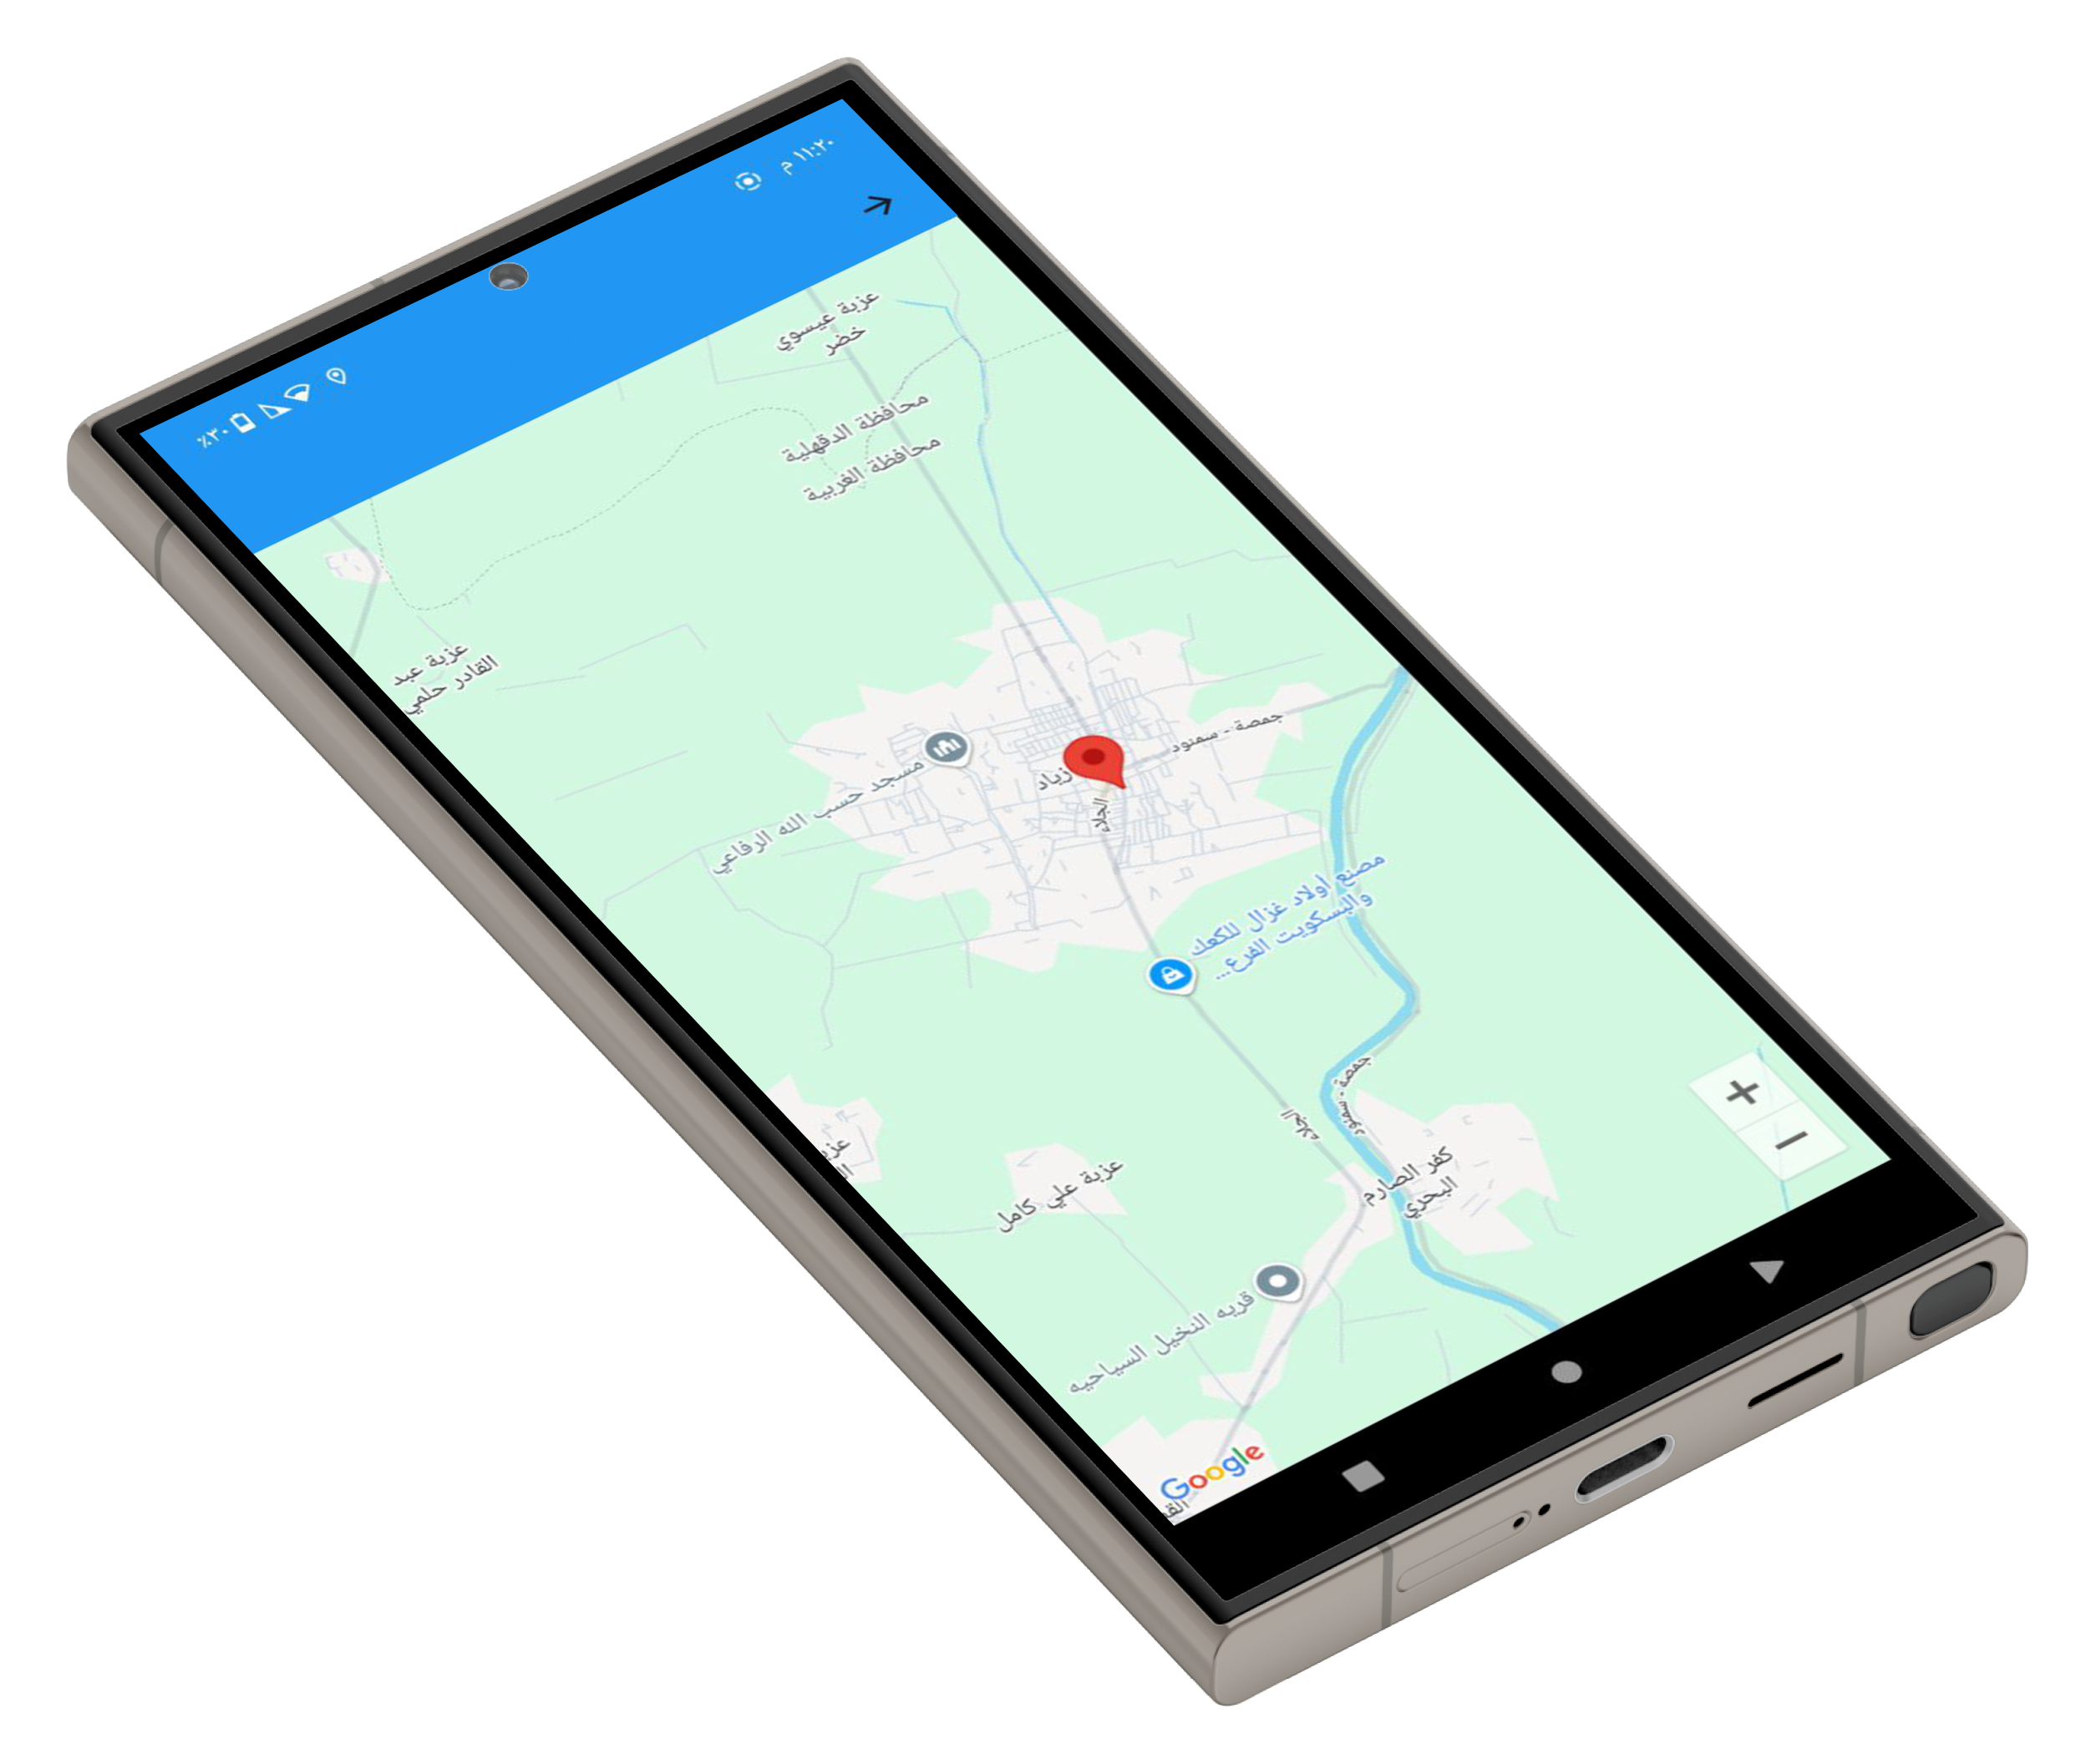 ١١:٢٠ م
٪٣٠
عزبة عيسوي
خضر
محافظة الدقهلية
محافظة الغربية
عزبة عبد
القادر حلمي
جمصة - سمنود
زياد
الجلاء
مسجد حسب الله الرفاعي
مصنع اولاد غزال للكعك
والبسكويت الفرع...
جمصة - سمنود
الجلاء
كفر الصارم
البحري
عزبة علي كامل
قريه النخيل السياحيه
Google